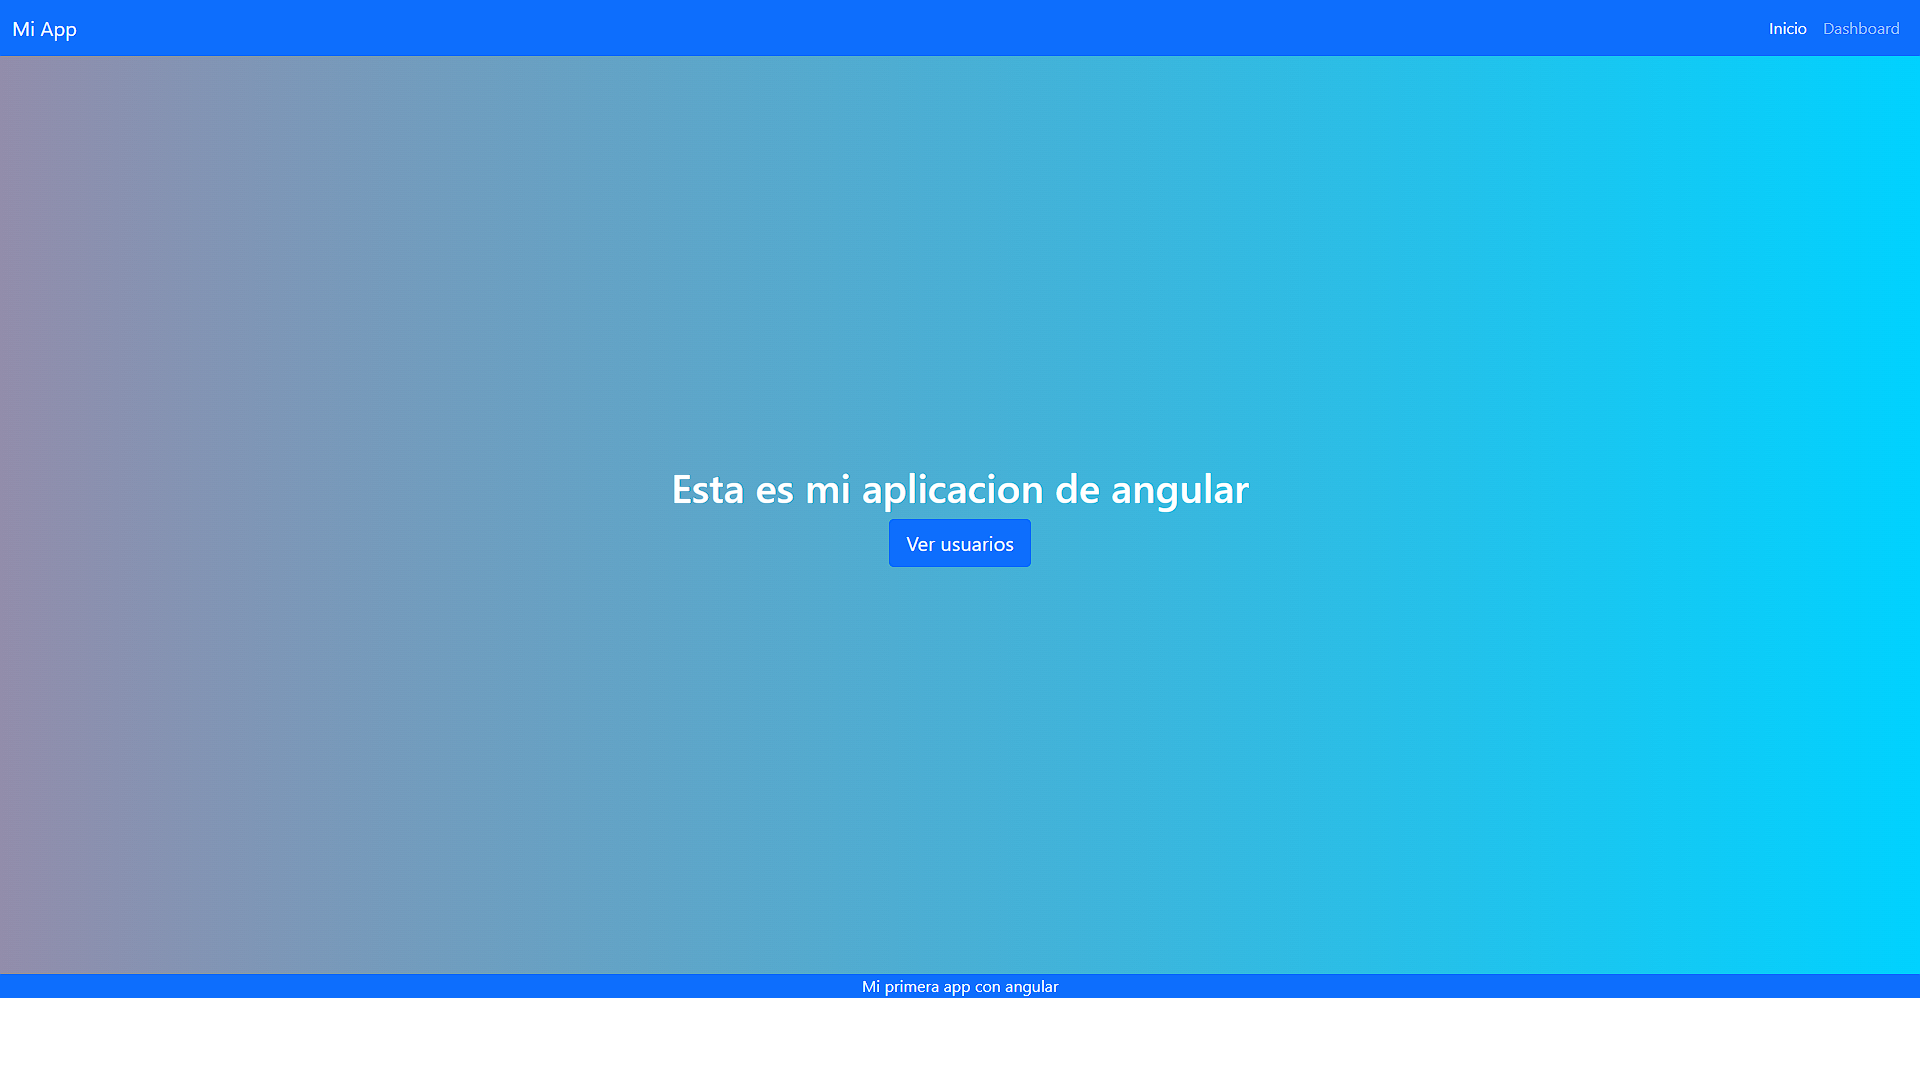 Mi App
Inicio Dashboard
Esta es mi aplicacion de angular
Ver usuarios
Mi primera app con angular